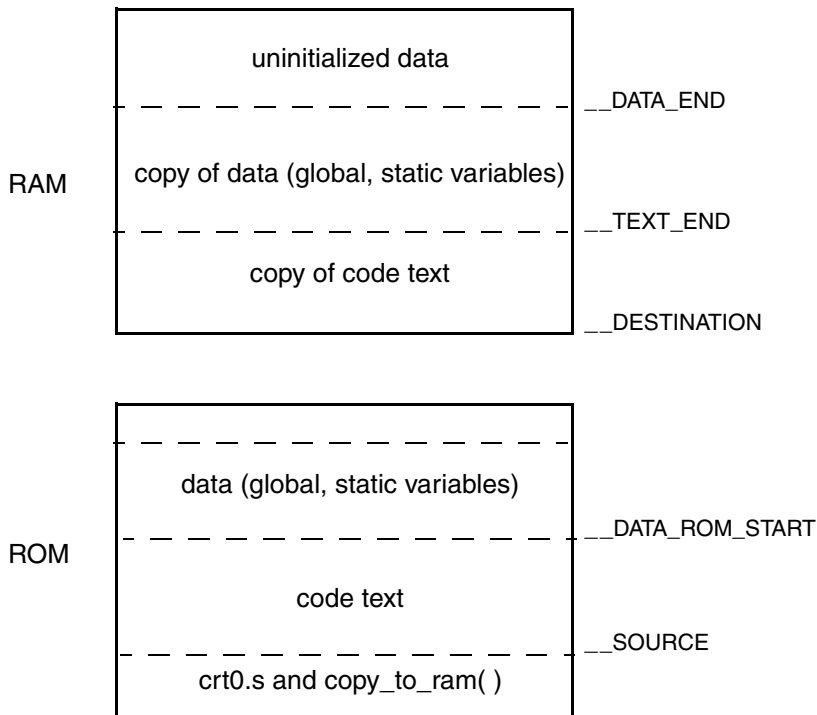 uninitialized data
__DATA_END
RAM
copy of data (global, static variables)
__TEXT_END
copy of code text
__DESTINATION
data (global, static variables)
__DATA_ROM_START
ROM
code text
__SOURCE
crt0.s and copy_to_ram( )